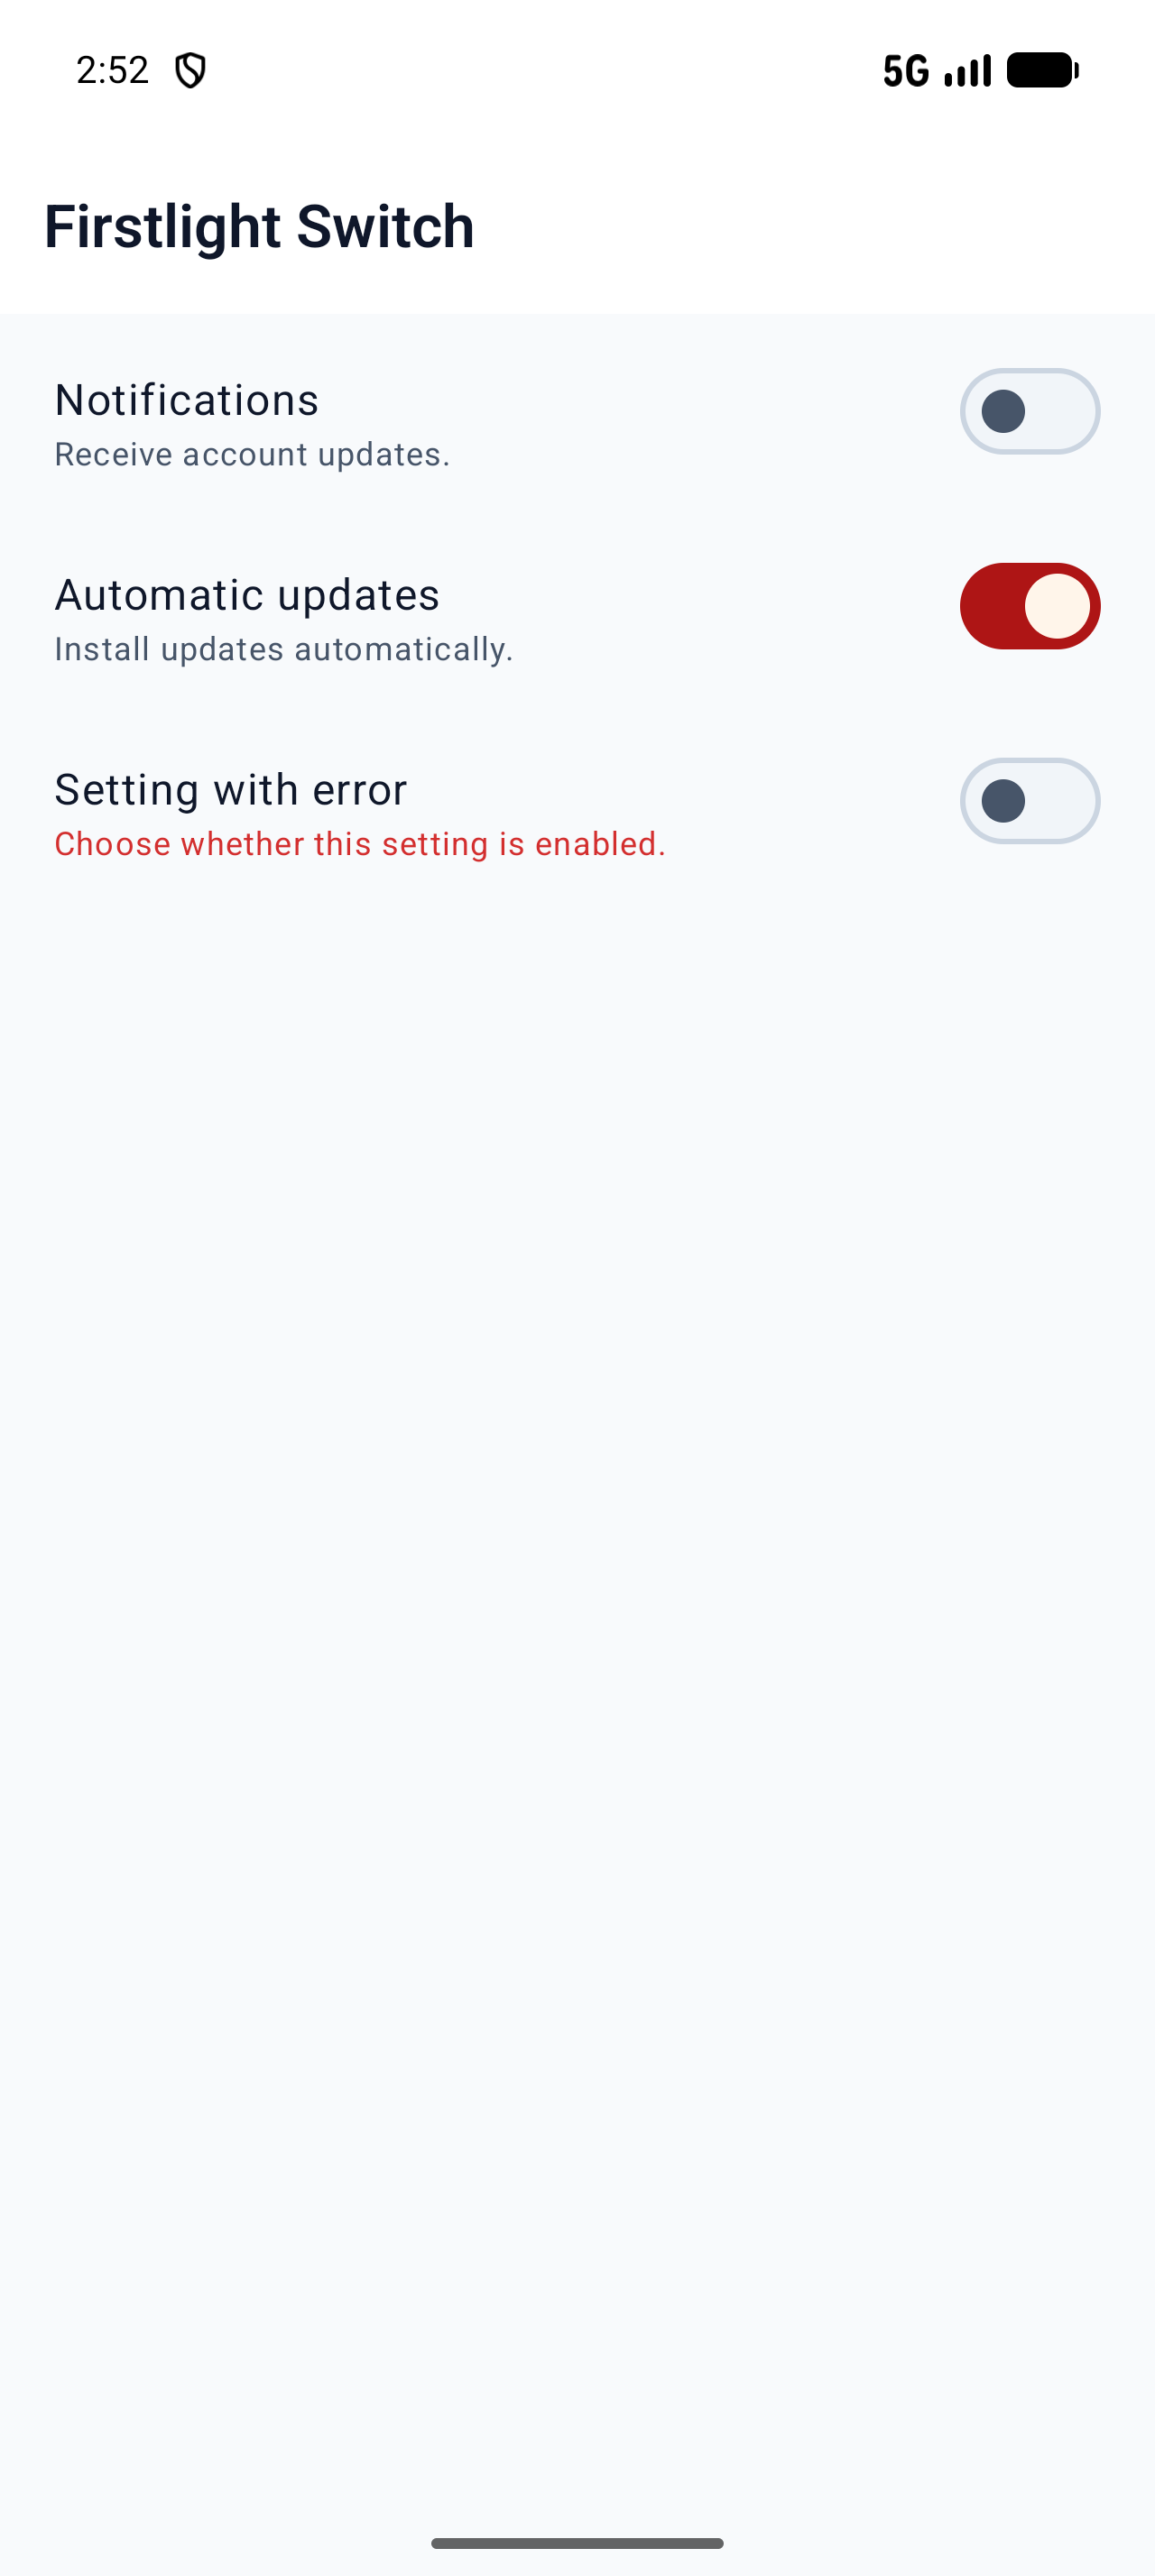 2:52 5G
Firstlight Switch
Notifications
Receive account updates.
Automatic updates
Install updates automatically.
Setting with error
Choose whether this setting is enabled.